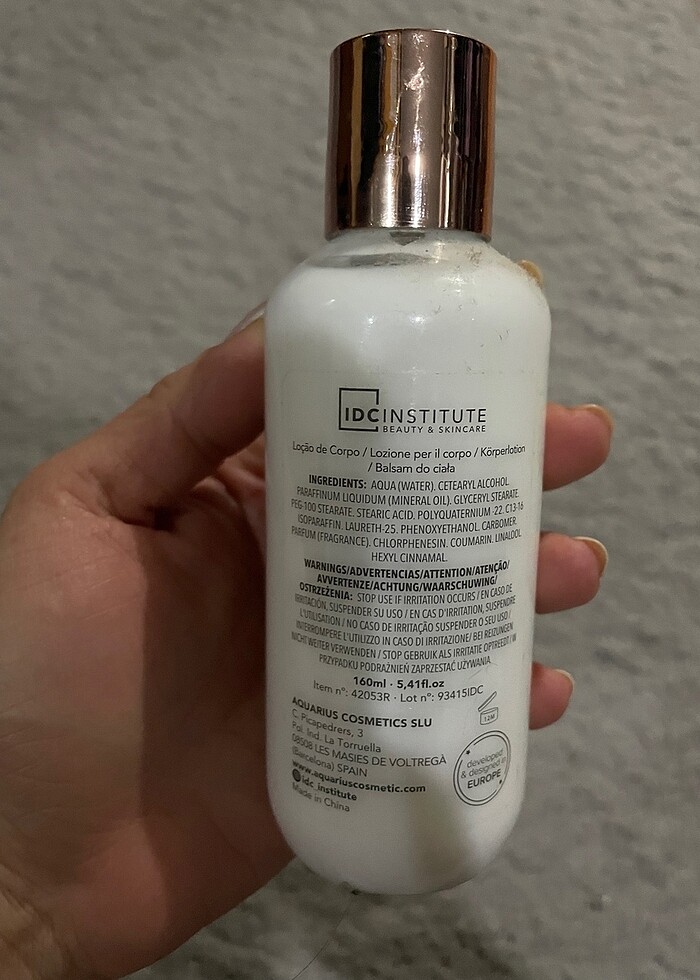 IDCINSTITUTE
BEAUTY & SKINCARE
Loção de Corpo / Lozione per il corpo / Körperlotion
/ Balsam do ciała
INGREDIENTS: AQUA (WATER). CETEARYL ALCOHOL.
PARAFFINUM LIQUIDUM (MINERAL OIL). GLYCERYL STEARATE.
PEG-100 STEARATE. STEARIC ACID. POLYQUATERNIUM -22. C13-16
ISOPARAFFIN. LAURETH-25. PHENOXYETHANOL. CARBOMER.
PARFUM (FRAGRANCE). CHLORPHENESIN. COUMARIN. LINALOOL
HEXYL CINNAMAL.
WARNINGS/ADVERTENCIAS/ATTENTION/ATENÇÃO/
AVVERTENZE/ACHTUNG/WAARSCHUWING/
OSTRZEŻENIA: STOP USE IF IRRITATION OCCURS / EN CASO DE
IRRITACIÓN, SUSPENDER SU USO / EN CAS D'IRRITATION, SUSPENDRE
L'UTILISATION / NO CASO DE IRRITAÇÃO SUSPENDER O SEU USO /
INTERROMPERE L'UTILIZZO IN CASO DI IRRITAZIONE/ BEI REIZUNGEN
NICHT WEITER VERWENDEN / STOP GEBRUIK ALS IRRITATIE OPTREEDT/ W
PRZYPADKU PODRAŻNIEŃ ZAPRZESTAĆ UŻYWANIA.
160ml · 5,41fl.oz
Item nº: 42053R · Lot nº: 93415IDC
AQUARIUS COSMETICS SLU
C. Picapedrers, 3
Pol. Ind. La Torruella
08508 LES MASIES DE VOLTREGÀ
(Barcelona) SPAIN
www.aquariuscosmetic.com
idc_institute
Made in China
12M
developed
& designed in
EUROPE